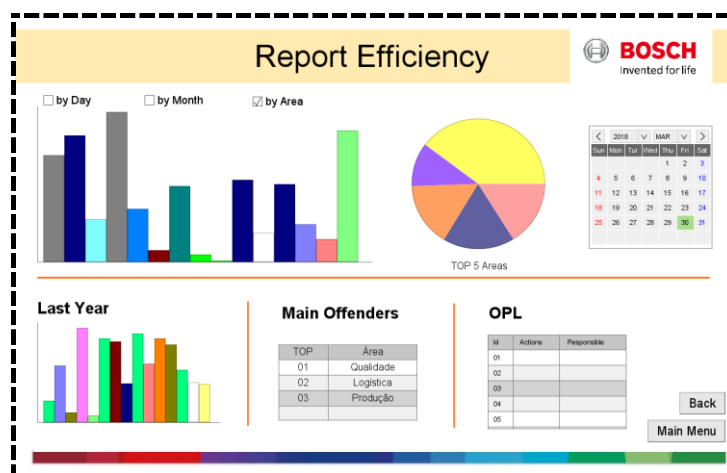 Report Efficiency
BOSCH
Invented for life
by Day
by Month
by Area
2018 MAR
Sun Mon Tur Wed Thu Fri Sat
1 2 3
4 5 6 7 8 9 10
11 12 13 14 15 16 17
18 19 20 21 22 23 24
25 26 27 28 29 30 31
TOP 5 Areas
Last Year
Main Offenders
TOP Área
01 Qualidade
02 Logística
03 Produção
OPL
Id Actions Responsible
01
02
03
04
05
Back
Main Menu